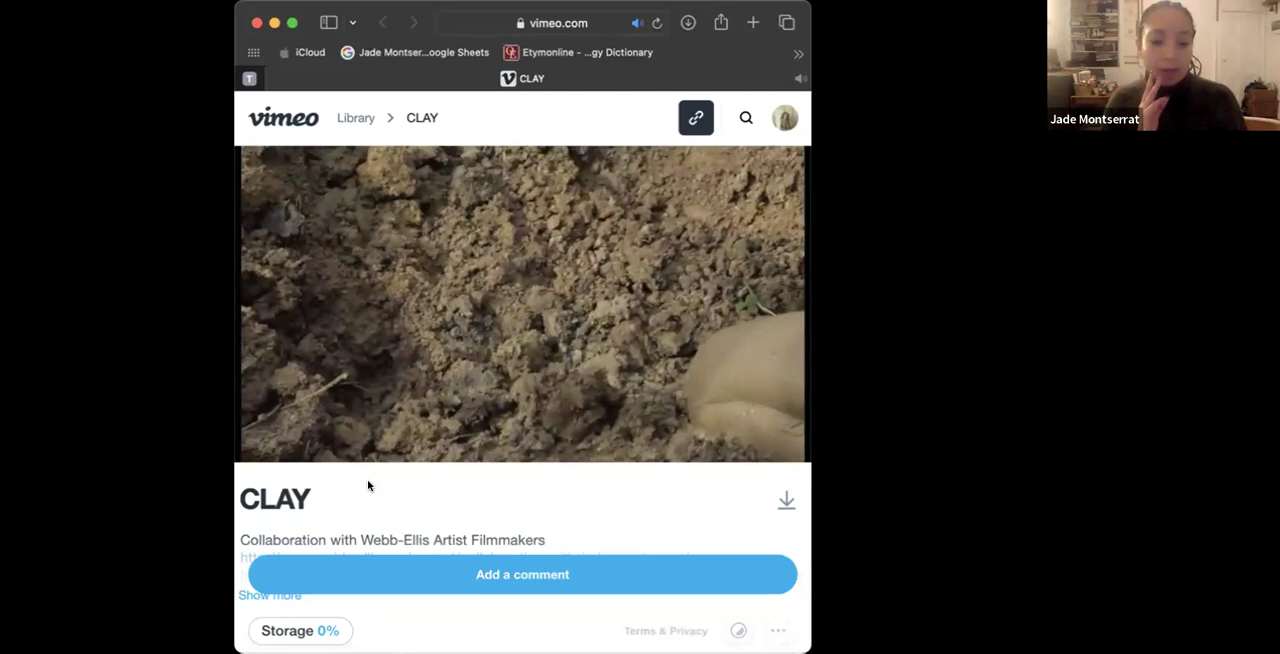 vimeo.com
iCloud
Jade Montser...oogle Sheets
Etymonline - ...gy Dictionary
T
CLAY
vimeo
Library > CLAY
Jade Montserrat
CLAY
Collaboration with Webb-Ellis Artist Filmmakers
Add a comment
Show more
Storage 0%
Terms & Privacy